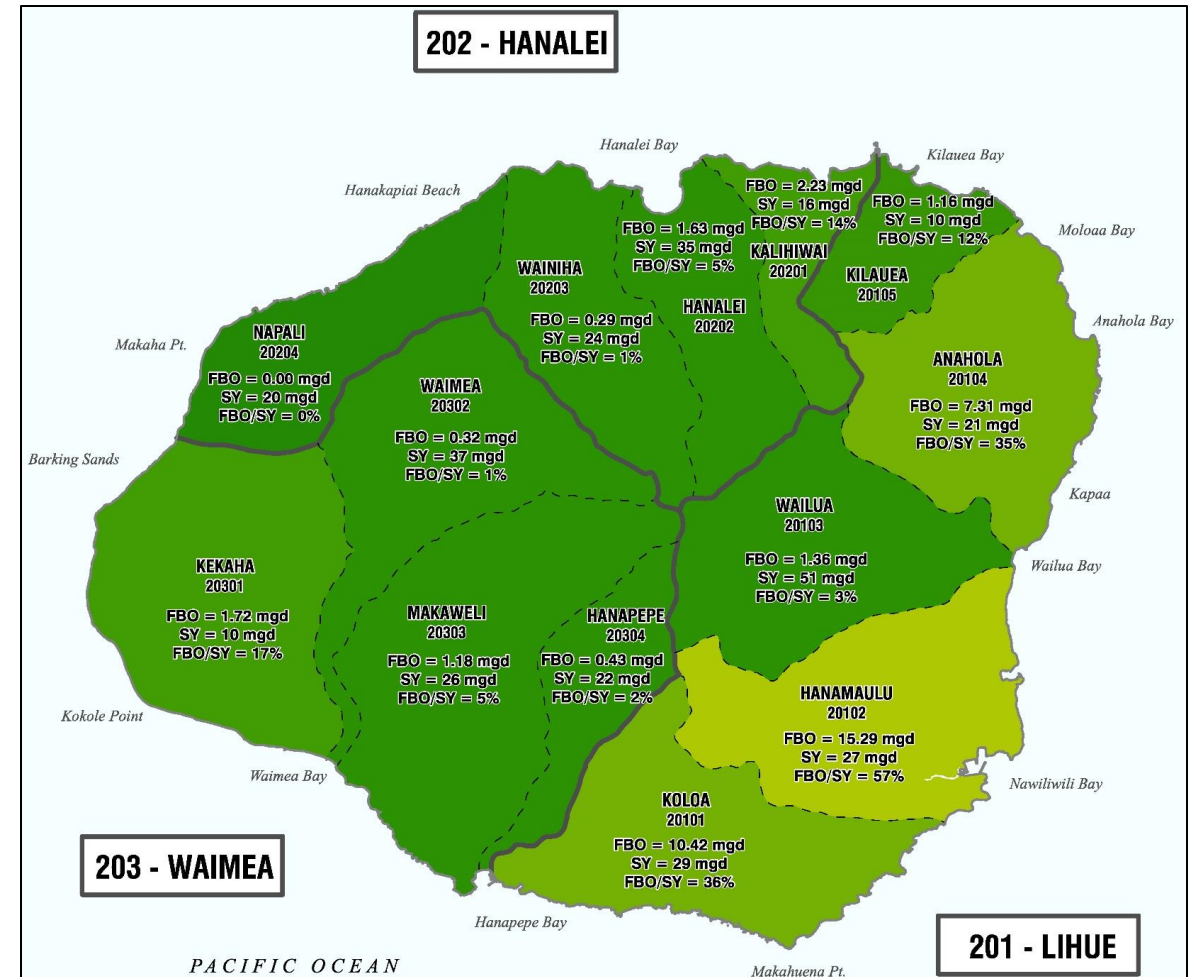 202 - HANALEI
Hanalei Bay
Kilauea Bay
Hanakapiai Beach
Moloaa Bay
FBO = 2.23 mgd
SY = 16 mgd
FBO/SY = 14%
KALIHIWAI
20201
FBO = 1.16 mgd
SY = 10 mgd
FBO/SY = 12%
KILAUEA
20105
FBO = 1.63 mgd
SY = 35 mgd
FBO/SY = 5%
HANALEI
20202
WAINIHA
20203
FBO = 0.29 mgd
SY = 24 mgd
FBO/SY = 1%
Makaha Pt.
NAPALI
20204
FBO = 0.00 mgd
SY = 20 mgd
FBO/SY = 0%
Anahola Bay
ANAHOLA
20104
FBO = 7.31 mgd
SY = 21 mgd
FBO/SY = 35%
WAIMEA
20302
FBO = 0.32 mgd
SY = 37 mgd
FBO/SY = 1%
Barking Sands
Kapaa
WAILUA
20103
FBO = 1.36 mgd
SY = 51 mgd
FBO/SY = 3%
Wailua Bay
KEKAHA
20301
FBO = 1.72 mgd
SY = 10 mgd
FBO/SY = 17%
MAKAWELI
20303
FBO = 1.18 mgd
SY = 26 mgd
FBO/SY = 5%
HANAPEPE
20304
FBO = 0.43 mgd
SY = 22 mgd
FBO/SY = 2%
HANAMAULU
20102
FBO = 15.29 mgd
SY = 27 mgd
FBO/SY = 57%
Kokole Point
Waimea Bay
Nawiliwili Bay
KOLOA
20101
FBO = 10.42 mgd
SY = 29 mgd
FBO/SY = 36%
203 - WAIMEA
Hanapepe Bay
201 - LIHUE
PACIFIC OCEAN
Makahuena Pt.